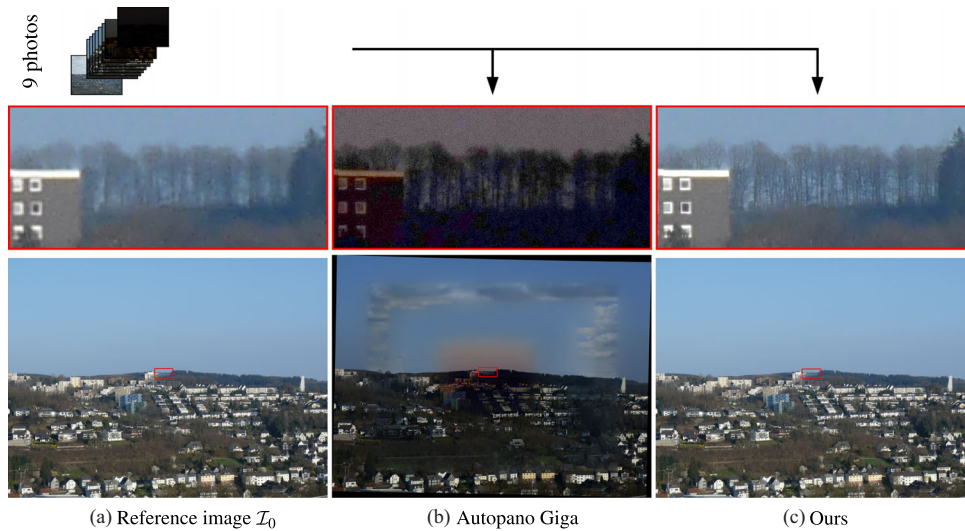 9 photos
(a) Reference image I₀
(b) Autopano Giga
(c) Ours